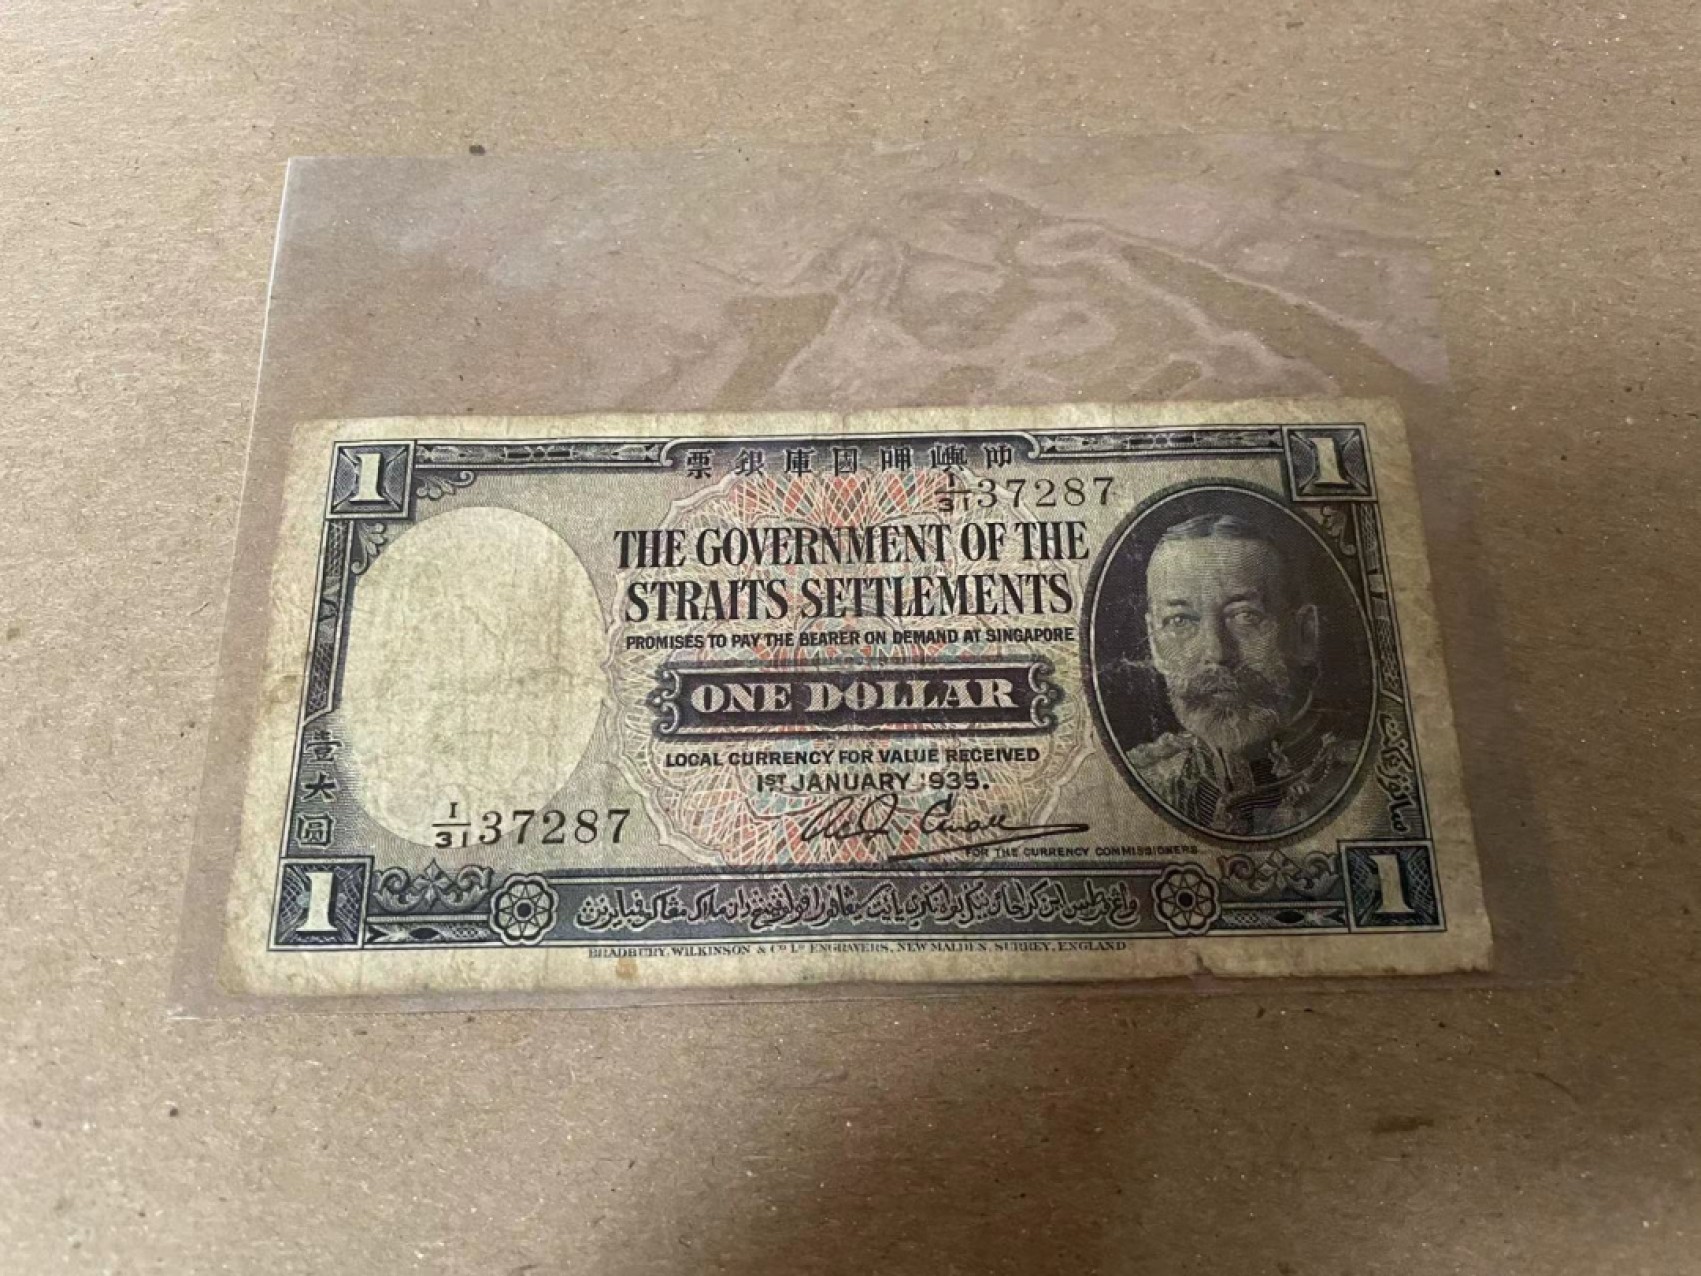 1
票銀庫國呷嶼叻
1
I/31 37287
THE GOVERNMENT OF THE
STRAITS SETTLEMENTS
PROMISES TO PAY THE BEARER ON DEMAND AT SINGAPORE
ONE DOLLAR
LOCAL CURRENCY FOR VALUE RECEIVED
1ST JANUARY 1935.
壹大圓
I/31 37287
FOR THE CURRENCY COMMISSIONERS
1
1
BRADBURY, WILKINSON & Co Ld ENGRAVERS, NEW MALDEN, SURREY, ENGLAND